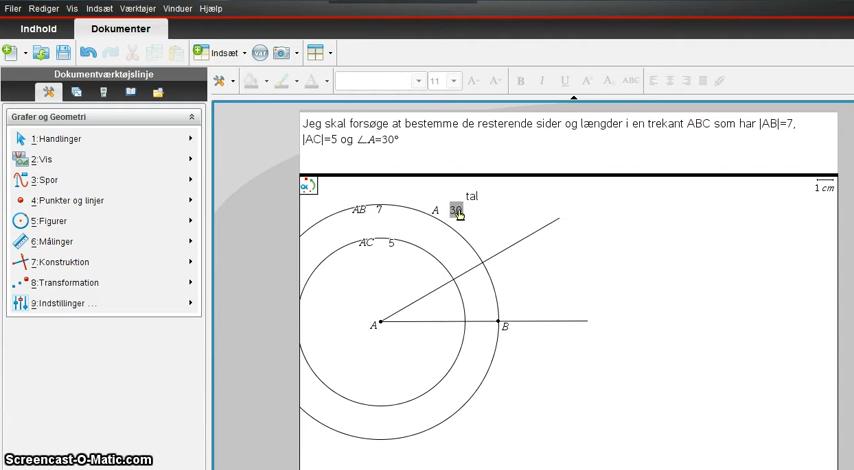 Filer Rediger Vis Indsæt Værktøjer Vinduer Hjælp
Indhold Dokumenter
Indsæt var
Dokumentværktøjslinje
Grafer og Geometri
1:Handlinger
2:Vis
3:Spor
4:Punkter og linjer
5:Figurer
6:Målinger
7:Konstruktion
8:Transformation
9:Indstillinger ...
11 A- A+ B I U ABC
Jeg skal forsøge at bestemme de resterende sider og længder i en trekant ABC som har |AB|=7,
|AC|=5 og ∠A=30°
1 cm
tal
AB 7 A 30
AC 5
A B
Screencast-O-Matic.com